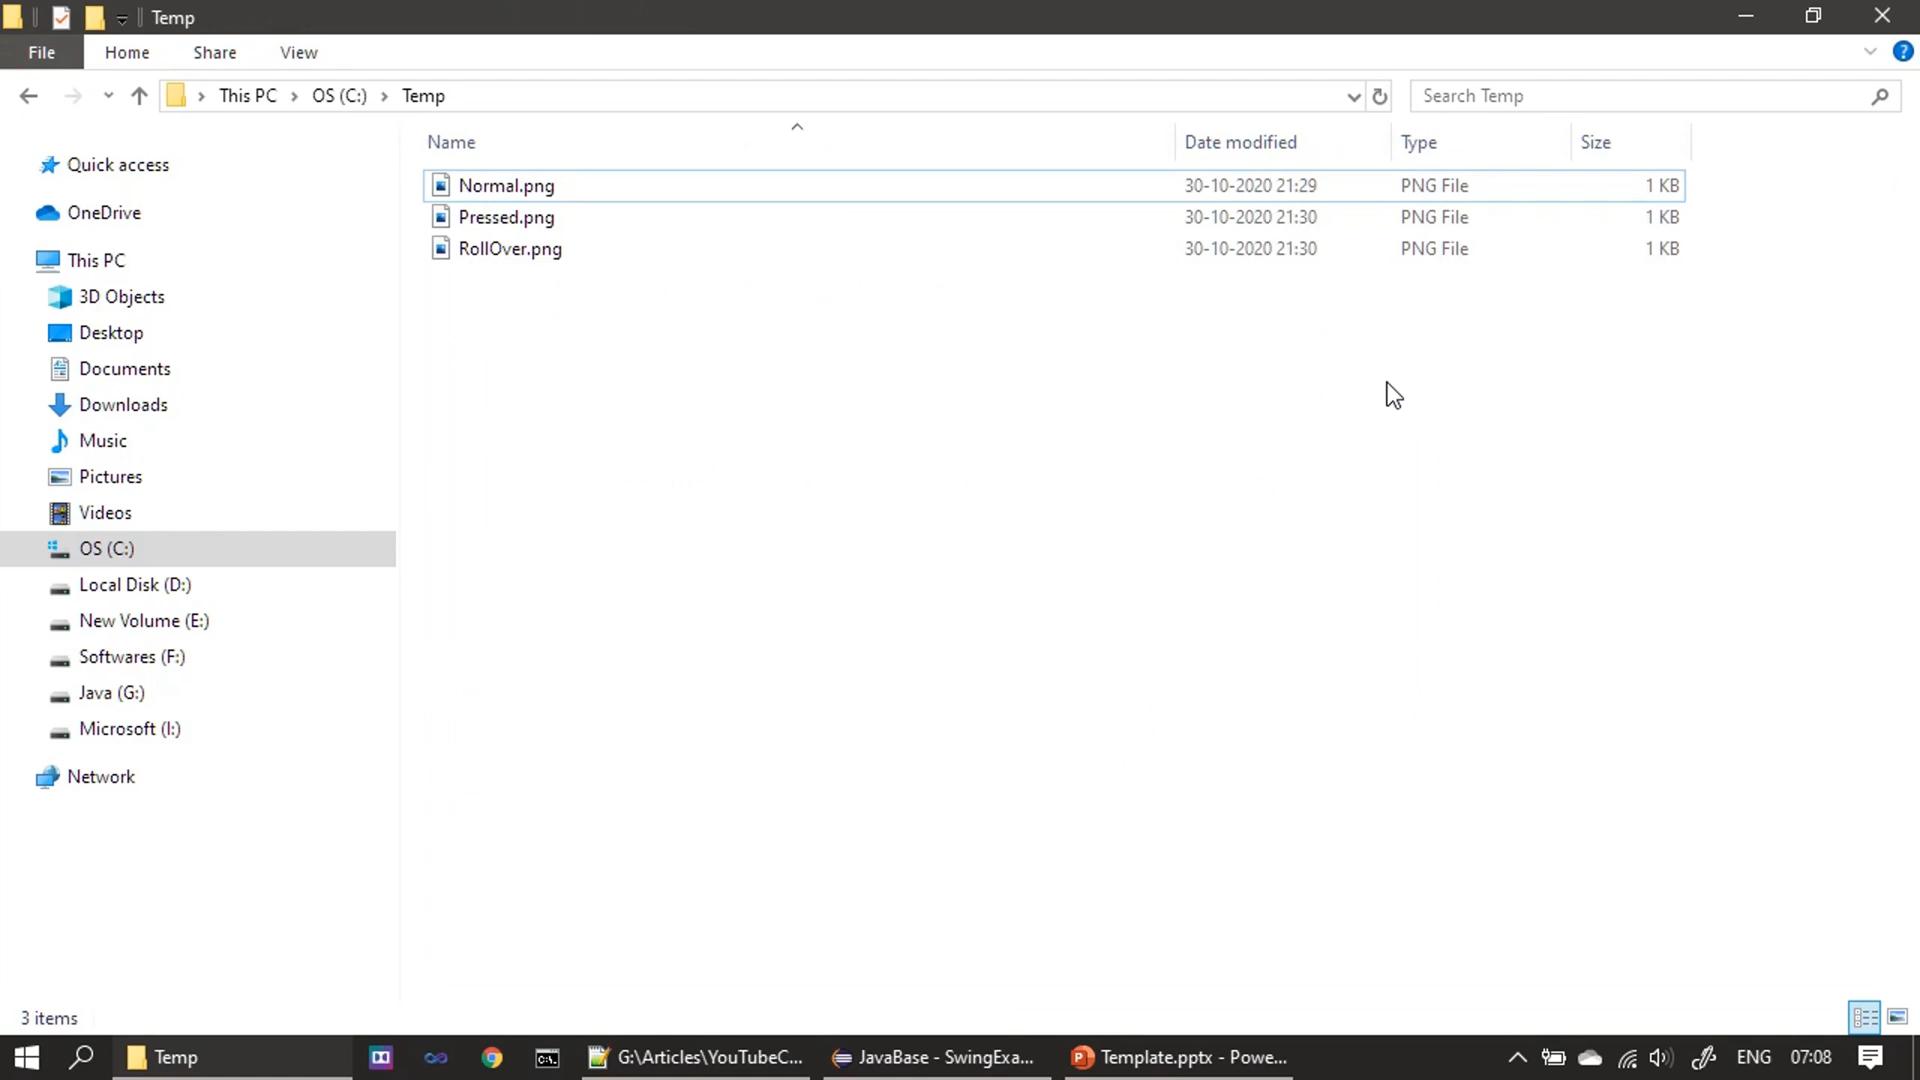 Temp
File Home Share View
This PC OS (C:) Temp
Search Temp
Name Date modified Type Size
Normal.png 30-10-2020 21:29 PNG File 1 KB
Pressed.png 30-10-2020 21:30 PNG File 1 KB
RollOver.png 30-10-2020 21:30 PNG File 1 KB
Quick access
OneDrive
This PC
3D Objects
Desktop
Documents
Downloads
Music
Pictures
Videos
OS (C:)
Local Disk (D:)
New Volume (E:)
Softwares (F:)
Java (G:)
Microsoft (I:)
Network
3 items
Temp G:\Articles\YouTubeC... JavaBase - SwingExa... Template.pptx - Powe... ENG 07:08